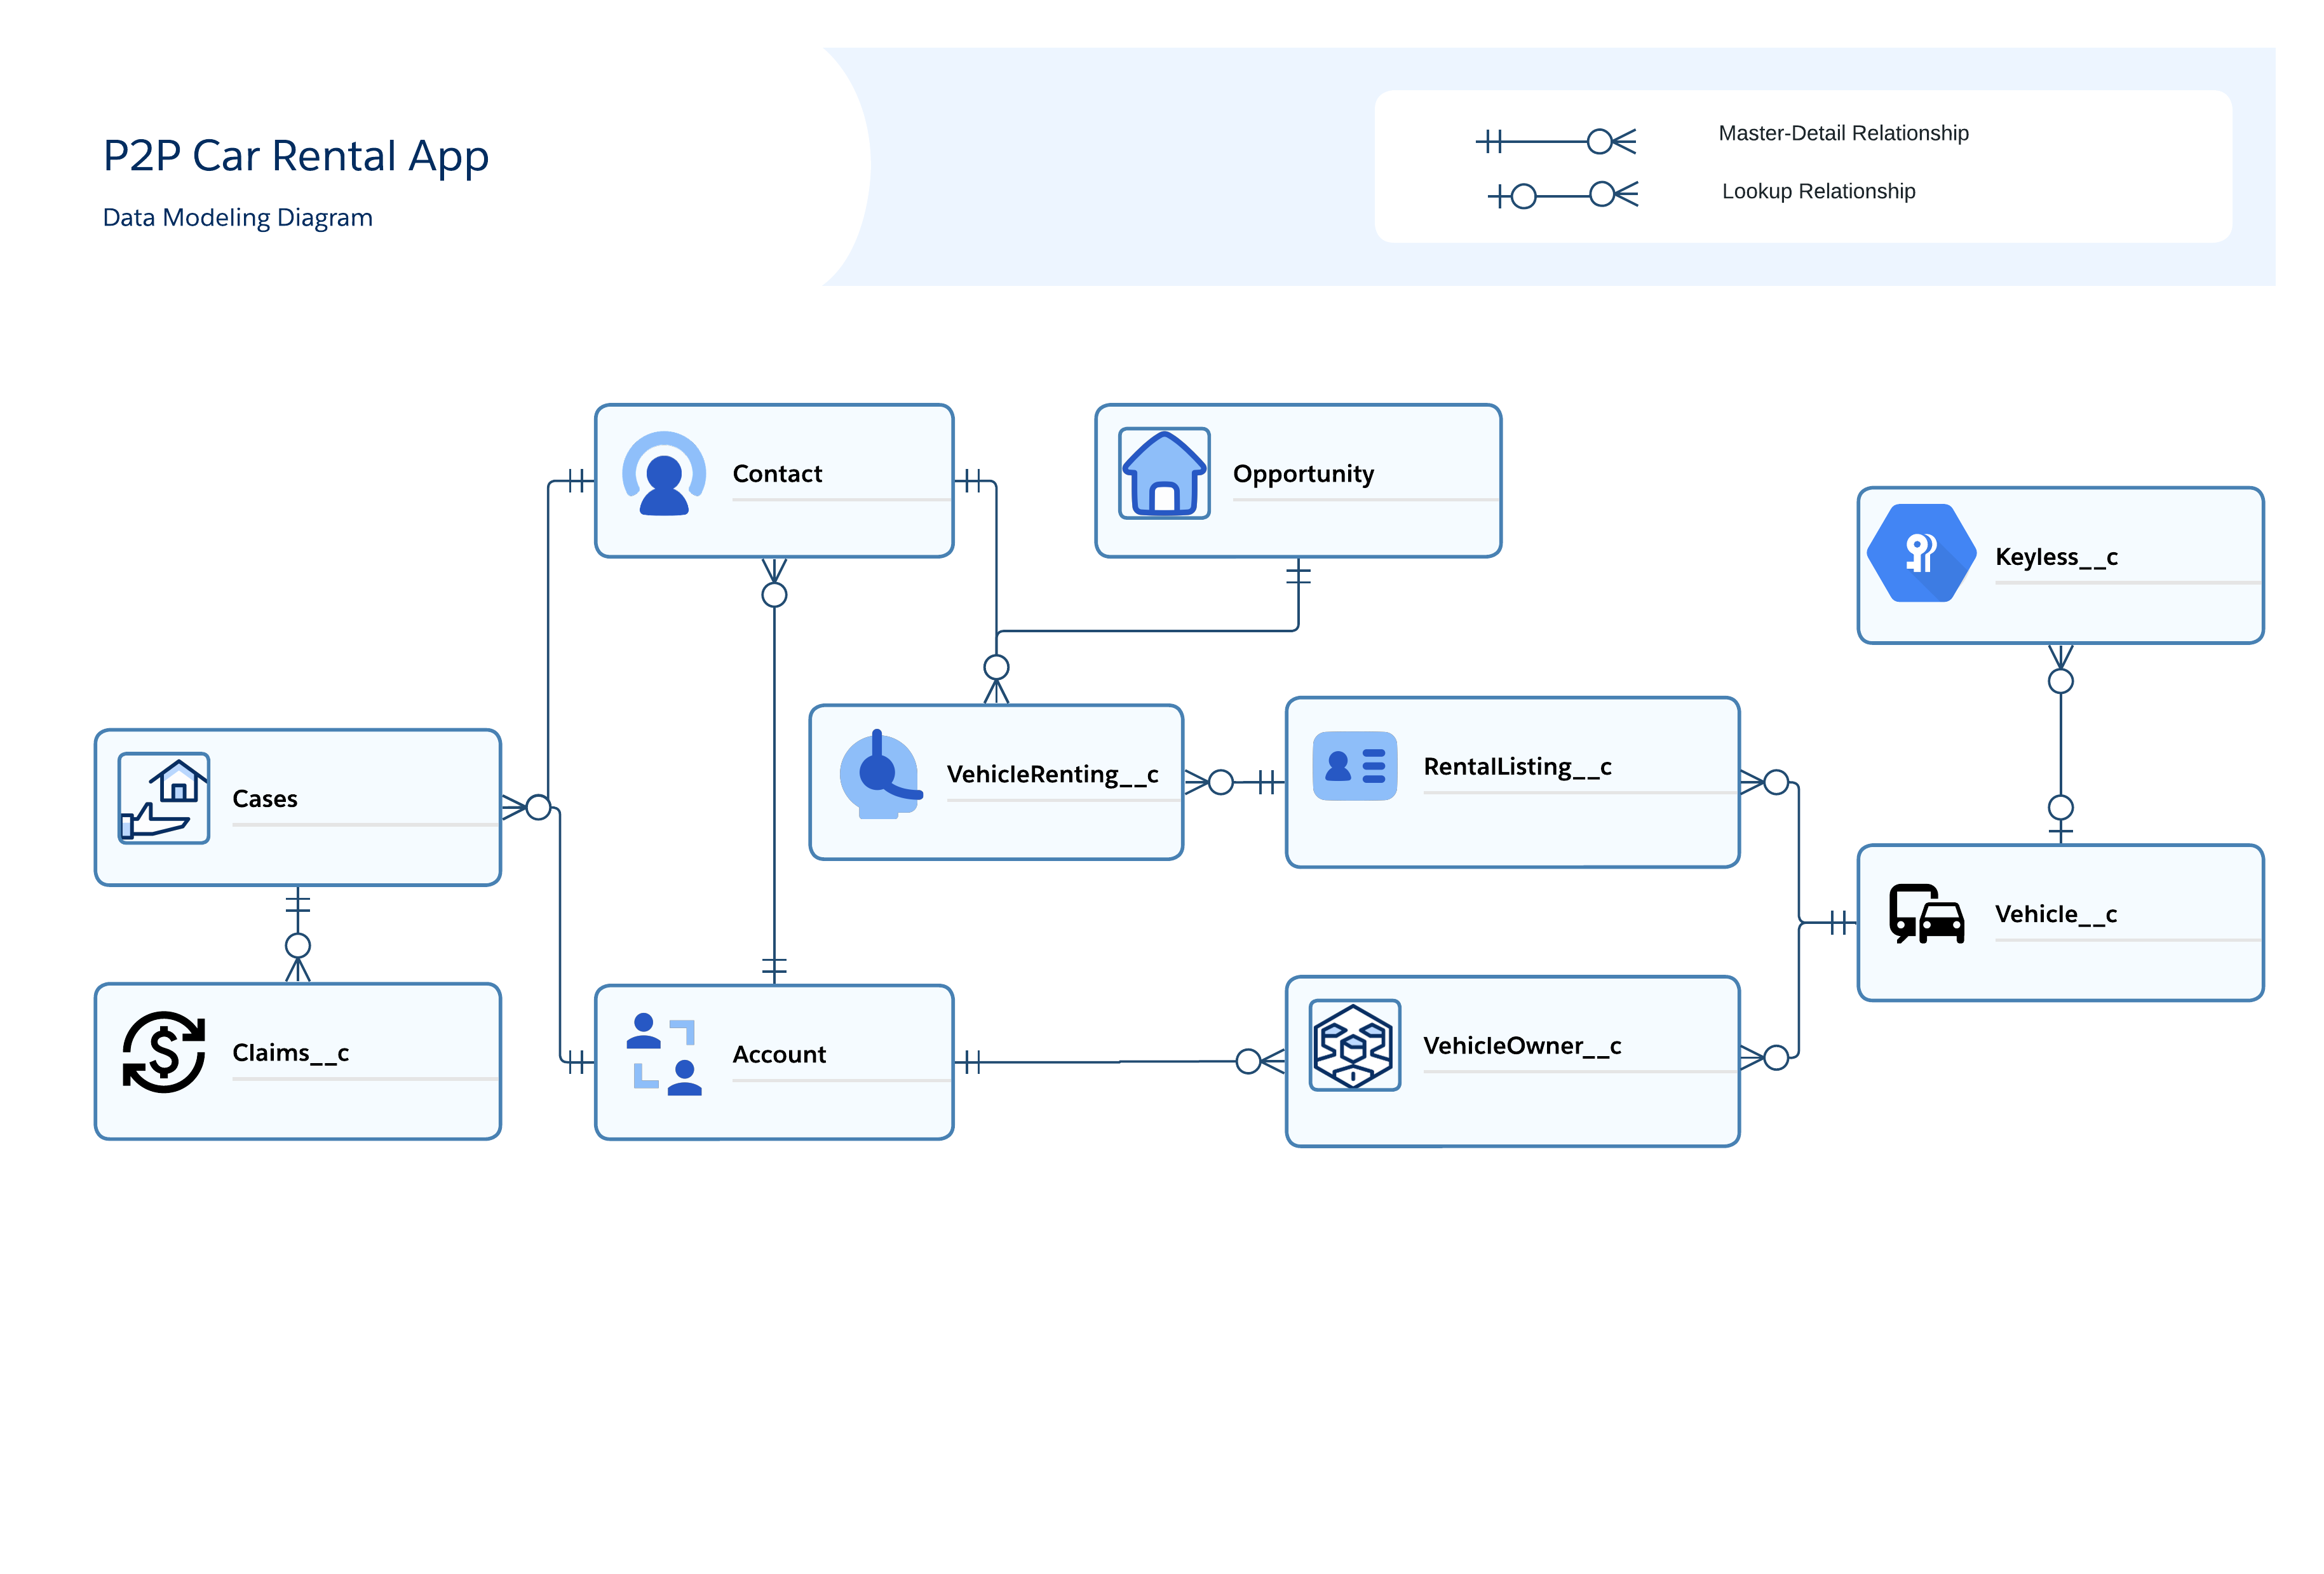 P2P Car Rental App
Data Modeling Diagram
Master-Detail Relationship
Lookup Relationship
Contact
Opportunity
Keyless__c
Cases
VehicleRenting__c
RentalListing__c
Vehicle__c
Claims__c
Account
VehicleOwner__c